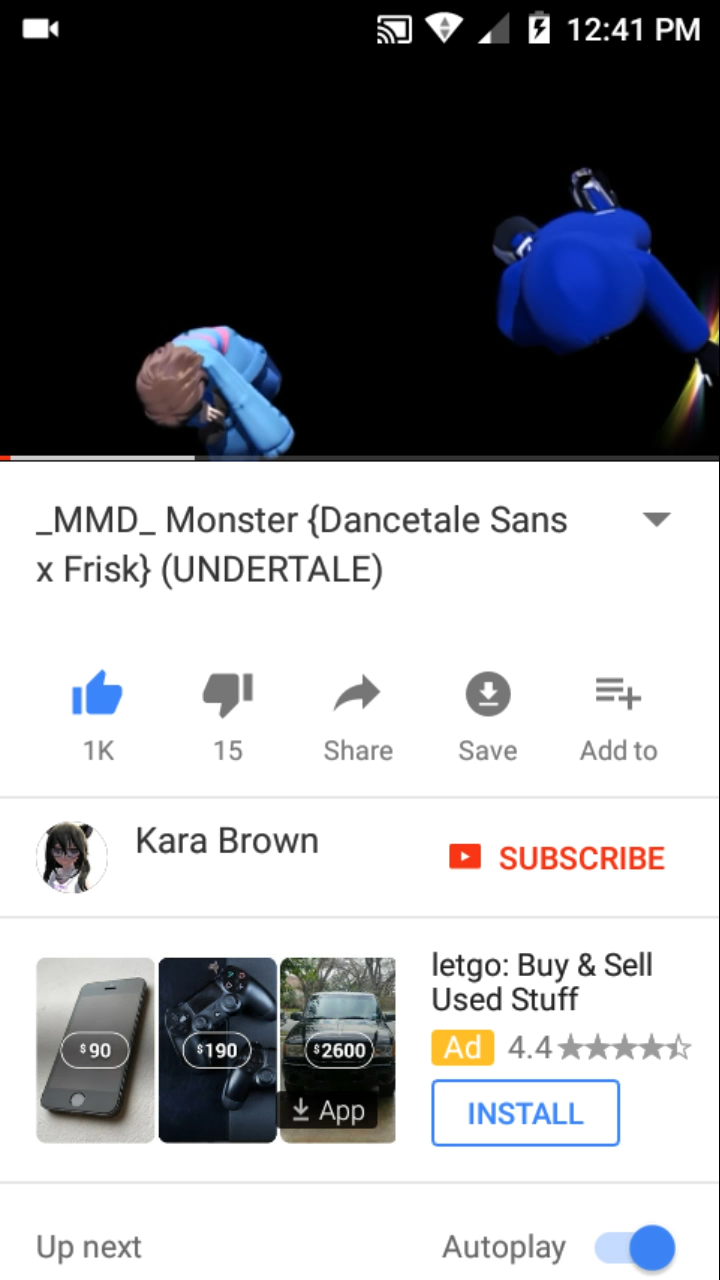 12:41 PM
_MMD_ Monster {Dancetale Sans
x Frisk} (UNDERTALE)
1K
15
Share
Save
Add to
Kara Brown
SUBSCRIBE
letgo: Buy & Sell
Used Stuff
Ad 4.4
$90
$190
$2600
App
INSTALL
Up next
Autoplay